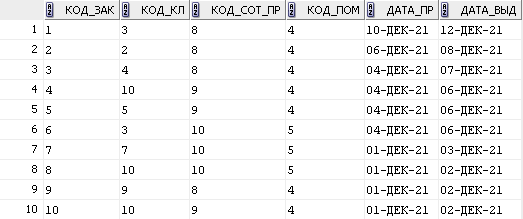 КОД_ЗАК КОД_КЛ КОД_СОТ_ПР КОД_ПОМ ДАТА_ПР ДАТА_ВЫД
1 1 3 8 4 10-ДЕК-21 12-ДЕК-21
2 2 2 8 4 06-ДЕК-21 08-ДЕК-21
3 3 4 8 4 04-ДЕК-21 07-ДЕК-21
4 4 10 9 4 04-ДЕК-21 06-ДЕК-21
5 5 5 9 4 04-ДЕК-21 06-ДЕК-21
6 6 3 10 5 04-ДЕК-21 06-ДЕК-21
7 7 7 10 5 01-ДЕК-21 03-ДЕК-21
8 8 10 10 5 01-ДЕК-21 02-ДЕК-21
9 9 9 8 4 01-ДЕК-21 02-ДЕК-21
10 10 10 9 4 01-ДЕК-21 02-ДЕК-21